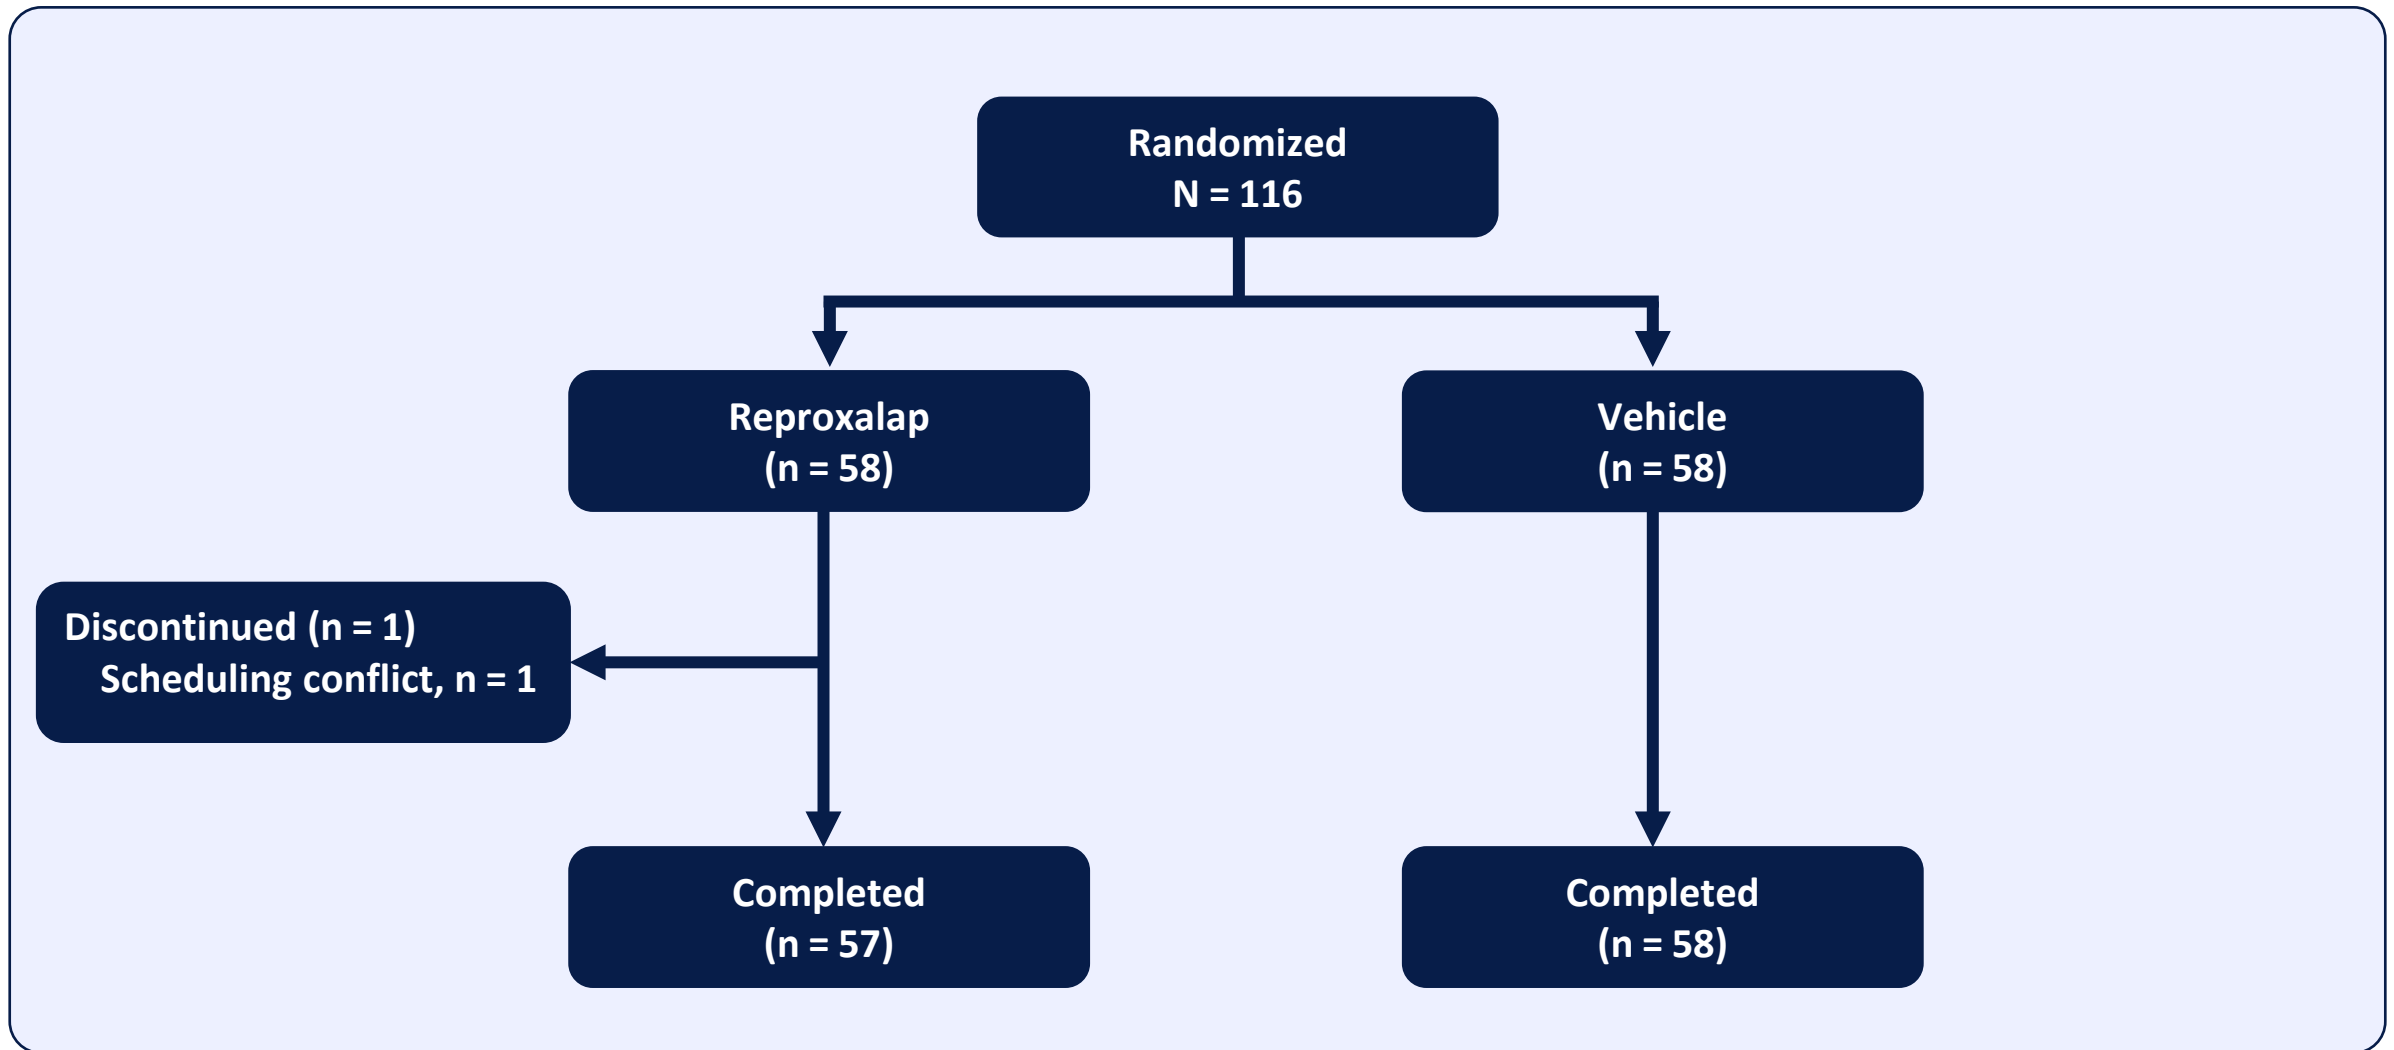 Randomized
N = 116
Reproxalap
(n = 58)
Vehicle
(n = 58)
Discontinued (n = 1)
Scheduling conflict, n = 1
Completed
(n = 57)
Completed
(n = 58)